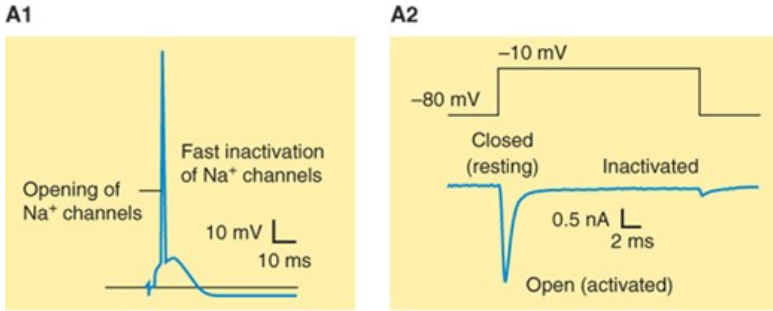 A1
Opening of
Na⁺ channels
Fast inactivation
of Na⁺ channels
10 mV
10 ms
A2
–10 mV
–80 mV
Closed
(resting)
Inactivated
0.5 nA
2 ms
Open (activated)